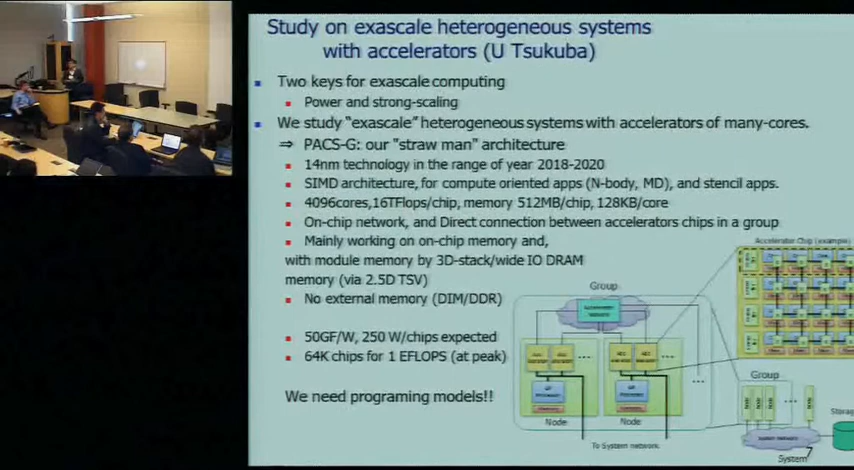 Study on exascale heterogeneous systems
with accelerators (U Tsukuba)
Two keys for exascale computing
Power and strong-scaling
We study "exascale" heterogeneous systems with accelerators of many-cores.
⇒ PACS-G: our "straw man" architecture
14nm technology in the range of year 2018-2020
SIMD architecture, for compute oriented apps (N-body, MD), and stencil apps.
4096cores,16TFlops/chip, memory 512MB/chip, 128KB/core
On-chip network, and Direct connection between accelerators chips in a group
Mainly working on on-chip memory and,
with module memory by 3D-stack/wide IO DRAM
memory (via 2.5D TSV)
No external memory (DIM/DDR)
50GF/W, 250 W/chips expected
64K chips for 1 EFLOPS (at peak)
We need programing models!!
Accelerator Chip (example)
Group
Node
Node
To System network
Group
System
Storage